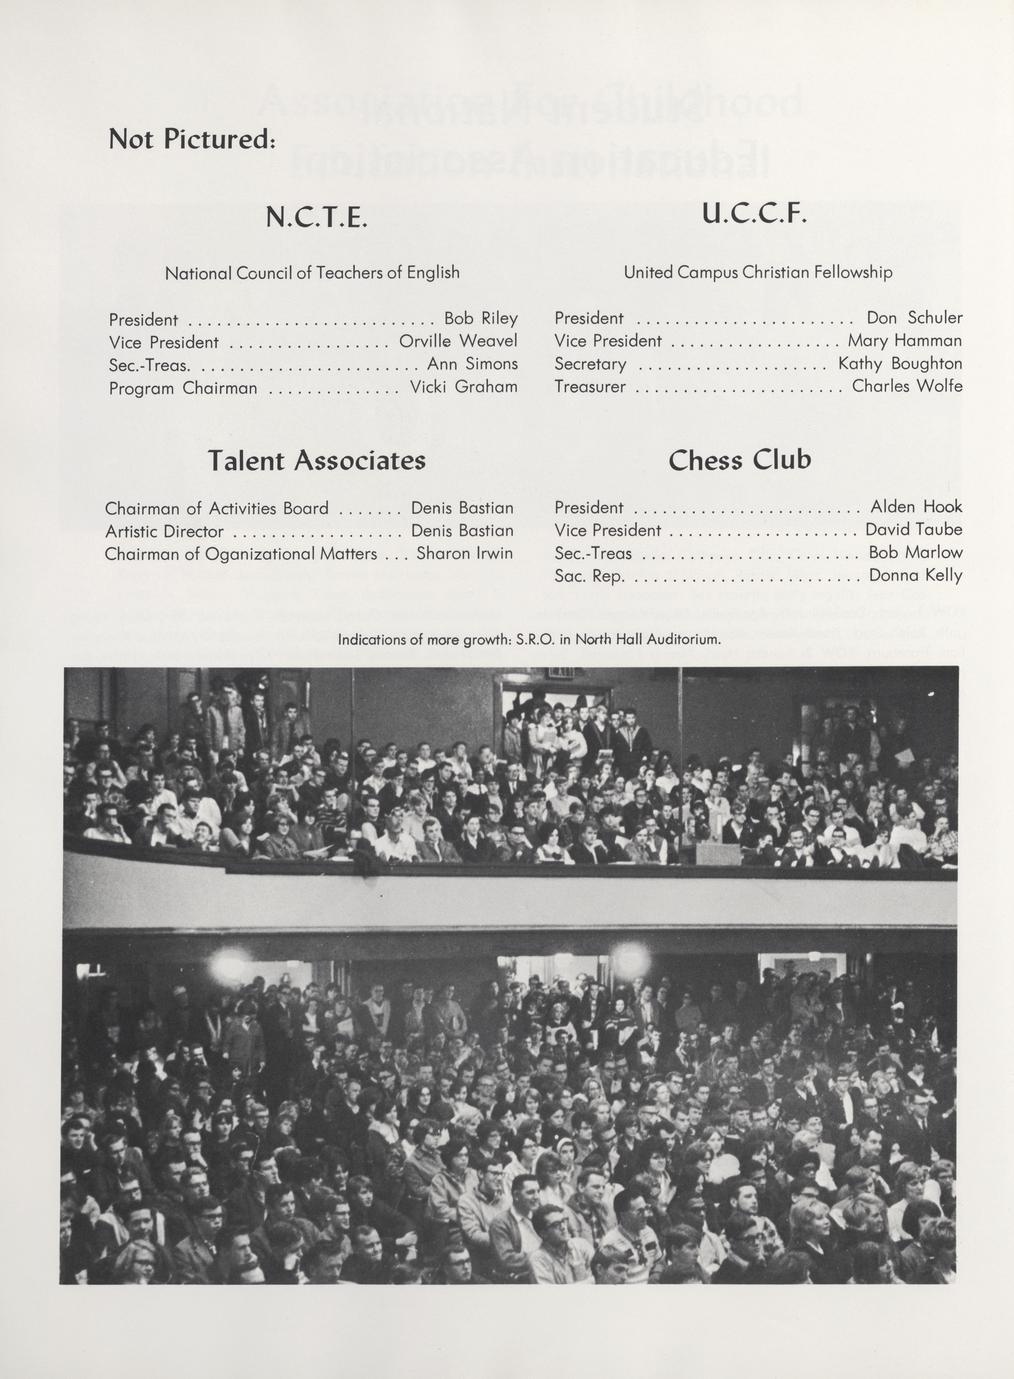 Not Pictured:
N.C.T.E.
National Council of Teachers of English
President . . . . . . . . . . . . . . . . . . . . . . . . . . Bob Riley
Vice President . . . . . . . . . . . . . . . . . Orville Weavel
Sec.-Treas. . . . . . . . . . . . . . . . . . . . . . . . Ann Simons
Program Chairman . . . . . . . . . . . . . . Vicki Graham
U.C.C.F.
United Campus Christian Fellowship
President . . . . . . . . . . . . . . . . . . . . . . . Don Schuler
Vice President . . . . . . . . . . . . . . . . . . Mary Hamman
Secretary . . . . . . . . . . . . . . . . . . . . Kathy Boughton
Treasurer . . . . . . . . . . . . . . . . . . . . . . Charles Wolfe
Talent Associates
Chairman of Activities Board . . . . . . . Denis Bastian
Artistic Director . . . . . . . . . . . . . . . . . . Denis Bastian
Chairman of Oganizational Matters . . . Sharon Irwin
Chess Club
President . . . . . . . . . . . . . . . . . . . . . . . . Alden Hook
Vice President . . . . . . . . . . . . . . . . . . . . David Taube
Sec.-Treas . . . . . . . . . . . . . . . . . . . . . . . Bob Marlow
Sac. Rep. . . . . . . . . . . . . . . . . . . . . . . . . Donna Kelly
Indications of more growth: S.R.O. in North Hall Auditorium.